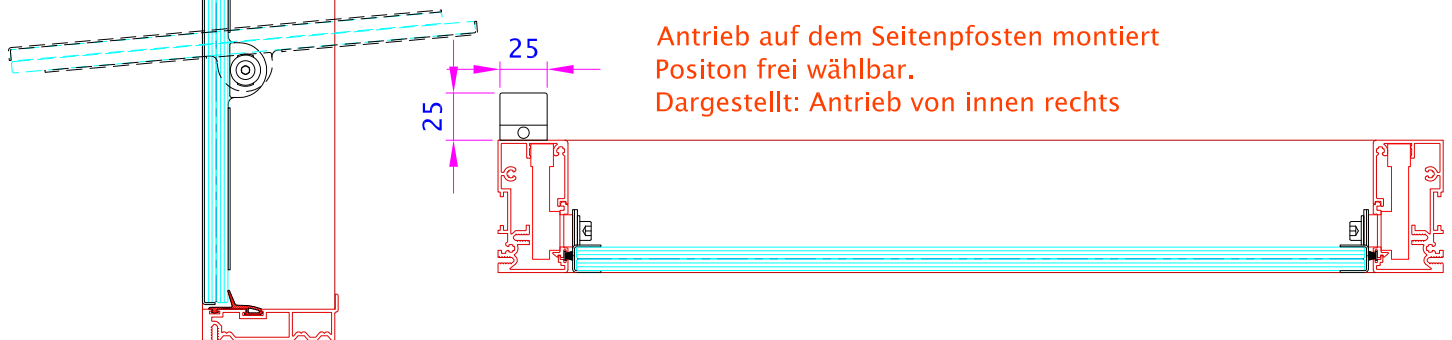 Antrieb auf dem Seitenpfosten montiert
Positon frei wählbar.
Dargestellt: Antrieb von innen rechts
25
25